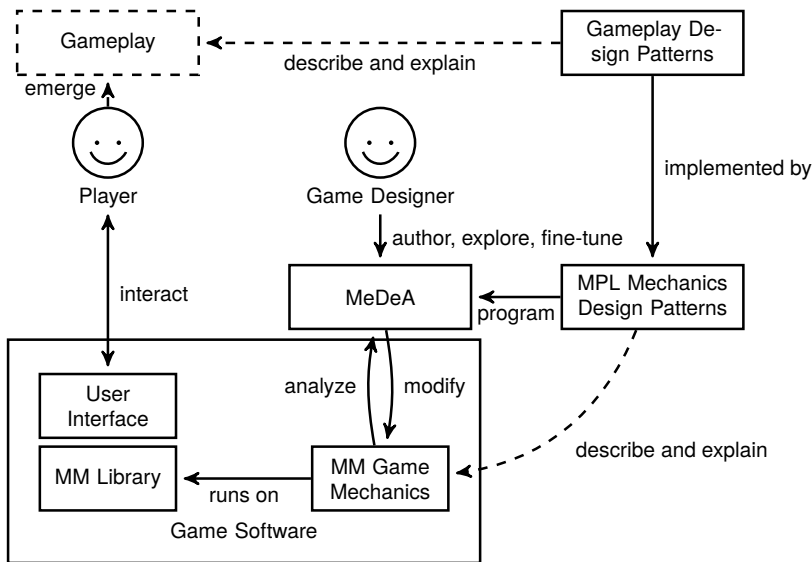 Gameplay
Gameplay De-
sign Patterns
describe and explain
emerge
Player
Game Designer
implemented by
author, explore, fine-tune
interact
MeDeA
program
MPL Mechanics
Design Patterns
analyze
modify
User
Interface
describe and explain
MM Library
runs on
MM Game
Mechanics
Game Software